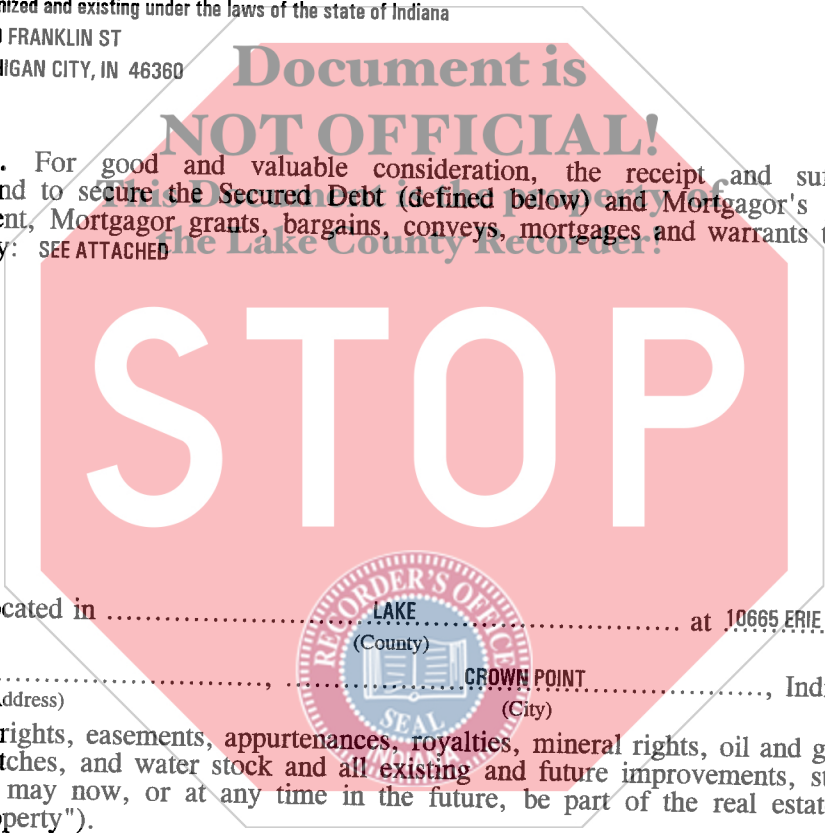 nized and existing under the laws of the state of Indiana
FRANKLIN ST
IGAN CITY, IN 46360
Document is
NOT OFFICIAL!
This Document is the property of
the Lake County Recorder!
. For good and valuable consideration, the receipt and su
nd to secure the Secured Debt (defined below) and Mortgagor's
ent, Mortgagor grants, bargains, conveys, mortgages and warrants t
y: SEE ATTACHED
STOP
cated in ........ LAKE ........ at 10665 ERIE
(County)
........, ........ CROWN POINT ........, Indi
ddress) (City)
RECORDER'S OFFICE
SEAL
rights, easements, appurtenances, royalties, mineral rights, oil and g
tches, and water stock and all existing and future improvements, st
may now, or at any time in the future, be part of the real estat
perty").